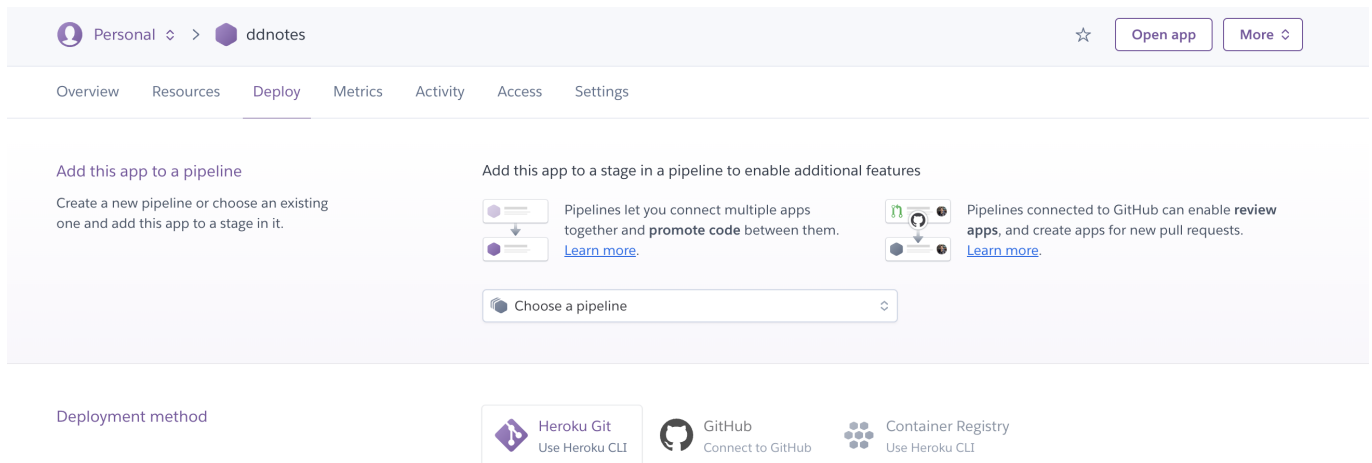 Personal > ddnotes
Open app
More
Overview Resources Deploy Metrics Activity Access Settings
Add this app to a pipeline
Create a new pipeline or choose an existing
one and add this app to a stage in it.
Add this app to a stage in a pipeline to enable additional features
Pipelines let you connect multiple apps
together and promote code between them.
Learn more.
Pipelines connected to GitHub can enable review
apps, and create apps for new pull requests.
Learn more.
Choose a pipeline
Deployment method
Heroku Git
Use Heroku CLI
GitHub
Connect to GitHub
Container Registry
Use Heroku CLI